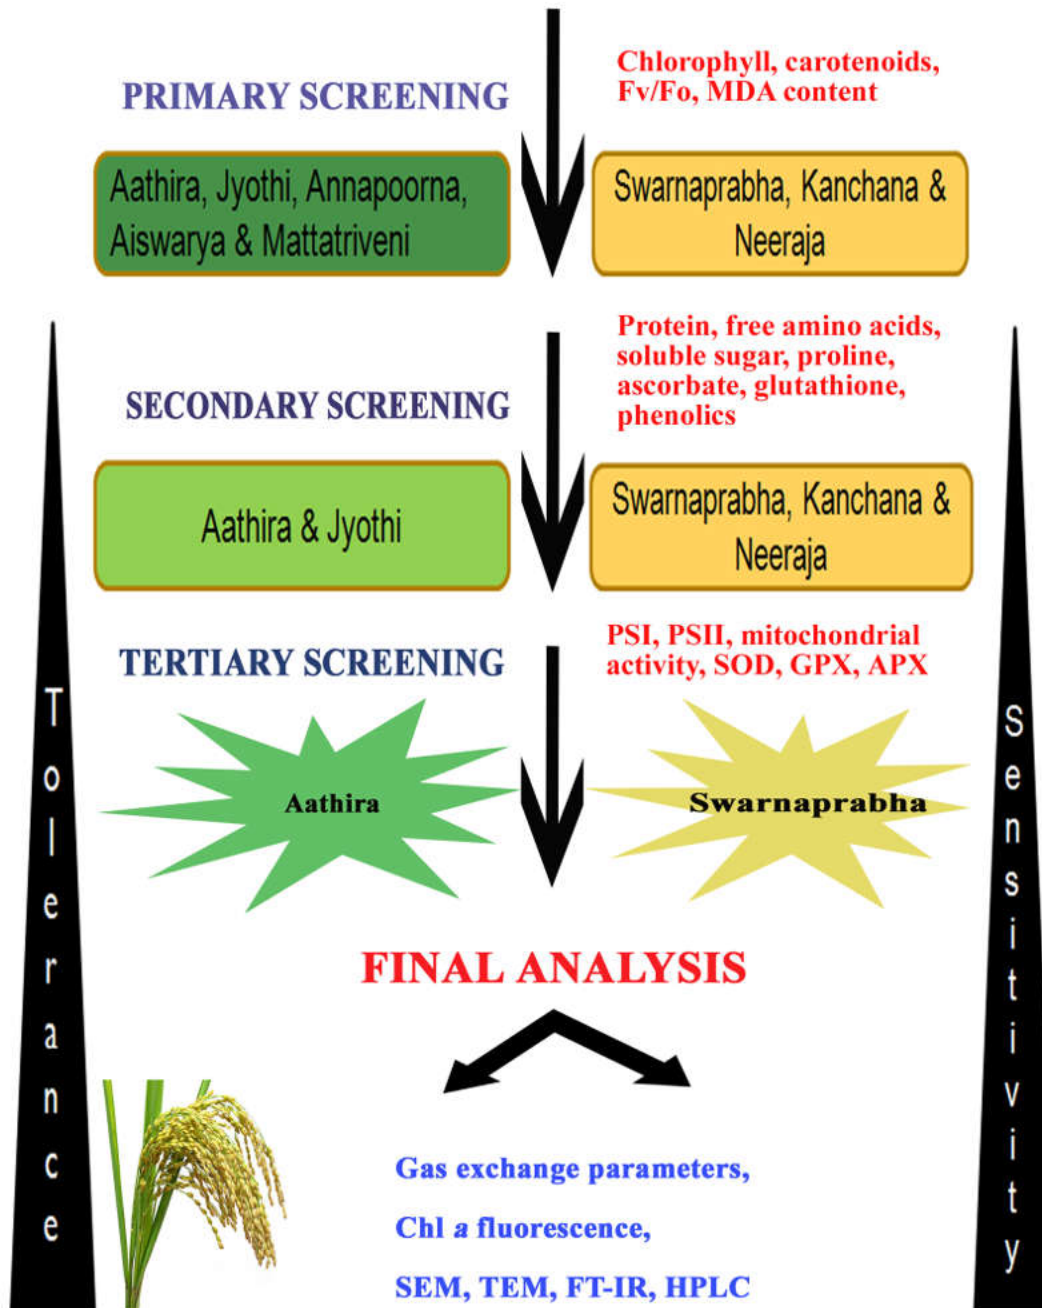 PRIMARY SCREENING
Chlorophyll, carotenoids,
Fv/Fo, MDA content
Aathira, Jyothi, Annapoorna,
Aiswarya & Mattatriveni
Swarnaprabha, Kanchana &
Neeraja
SECONDARY SCREENING
Protein, free amino acids,
soluble sugar, proline,
ascorbate, glutathione,
phenolics
Aathira & Jyothi
Swarnaprabha, Kanchana &
Neeraja
TERTIARY SCREENING
PSI, PSII, mitochondrial
activity, SOD, GPX, APX
Aathira
Swarnaprabha
Tolerance
Sensitivity
FINAL ANALYSIS
Gas exchange parameters,
Chl a fluorescence,
SEM, TEM, FT-IR, HPLC